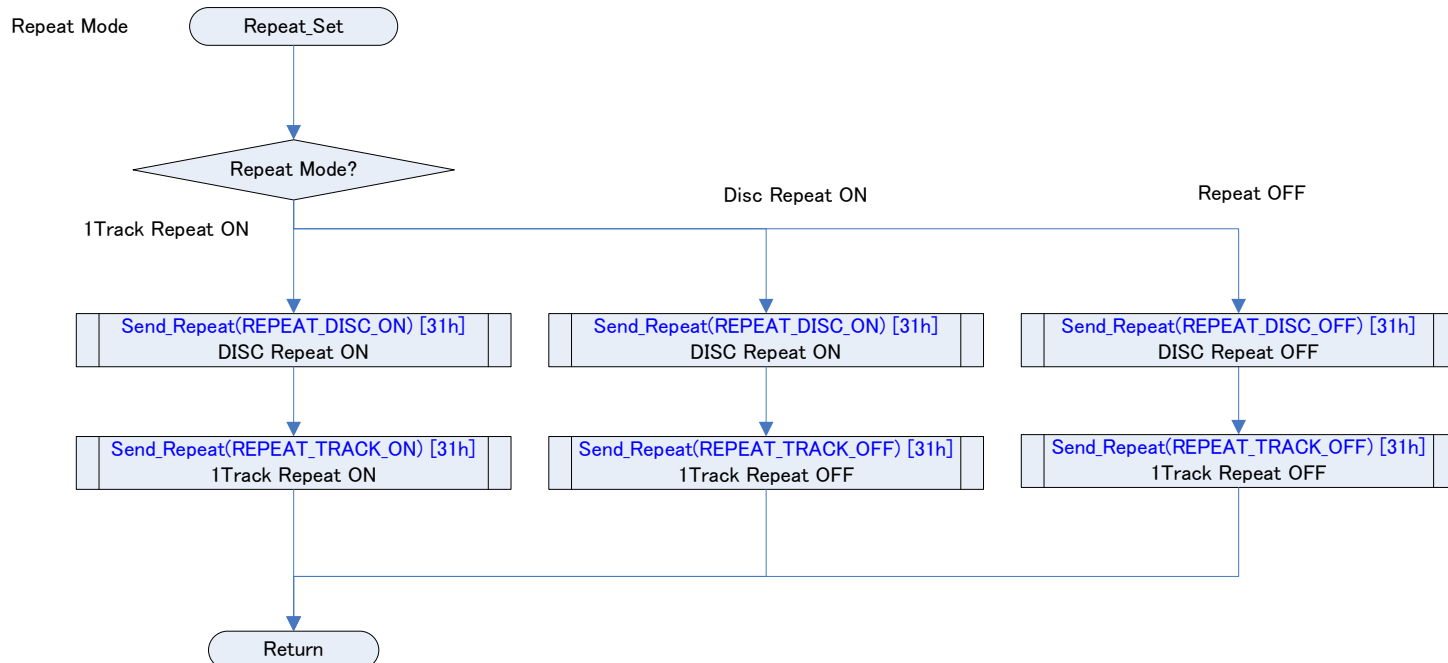 Repeat Mode
Repeat_Set
Repeat Mode?
1Track Repeat ON
Disc Repeat ON
Repeat OFF
Send_Repeat(REPEAT_DISC_ON) [31h]
DISC Repeat ON
Send_Repeat(REPEAT_DISC_ON) [31h]
DISC Repeat ON
Send_Repeat(REPEAT_DISC_OFF) [31h]
DISC Repeat OFF
Send_Repeat(REPEAT_TRACK_ON) [31h]
1Track Repeat ON
Send_Repeat(REPEAT_TRACK_OFF) [31h]
1Track Repeat OFF
Send_Repeat(REPEAT_TRACK_OFF) [31h]
1Track Repeat OFF
Return